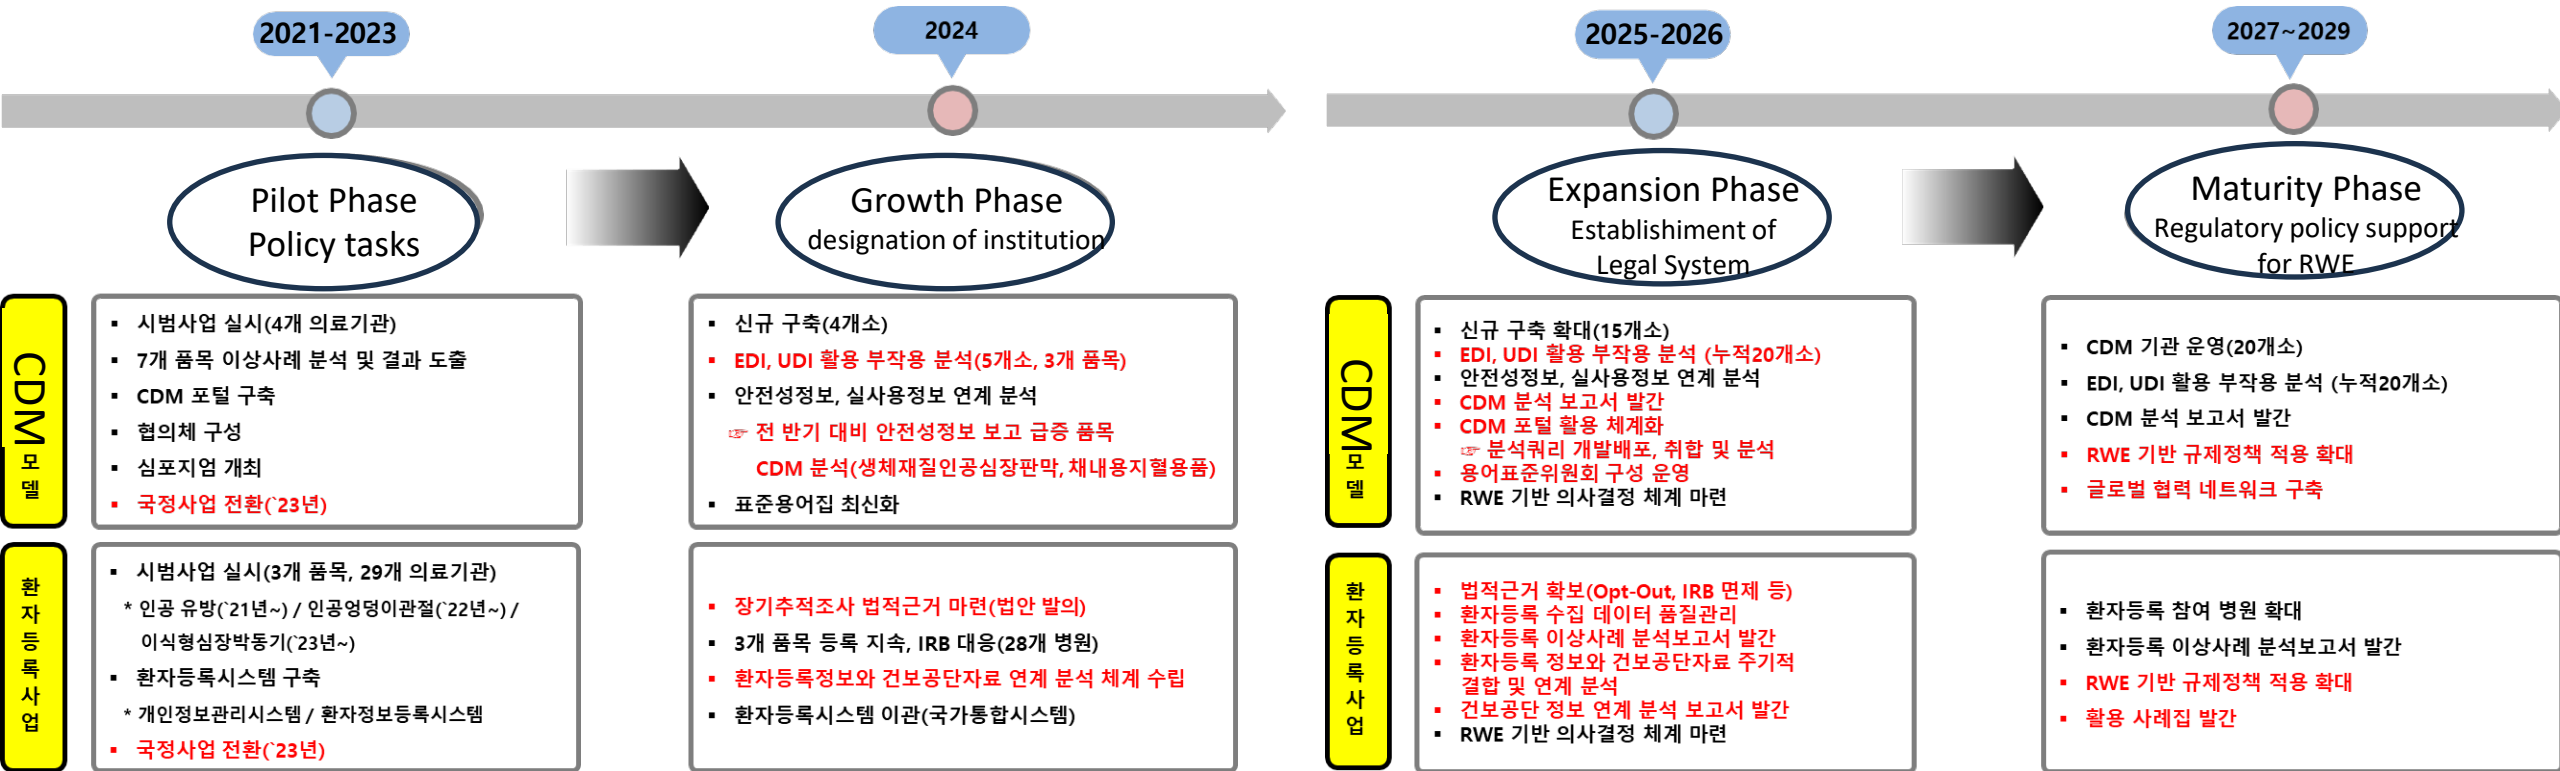 2021-2023
2024
2025-2026
2027~2029
Pilot Phase
Policy tasks
Growth Phase
designation of institution
Expansion Phase
Establishiment of
Legal System
Maturity Phase
Regulatory policy support
for RWE
CDM모델
▪ 시범사업 실시(4개 의료기관)
▪ 7개 품목 이상사례 분석 및 결과 도출
▪ CDM 포털 구축
▪ 협의체 구성
▪ 심포지엄 개최
▪ 국정사업 전환(`23년)
▪ 신규 구축(4개소)
▪ EDI, UDI 활용 부작용 분석(5개소, 3개 품목)
▪ 안전성정보, 실사용정보 연계 분석
☞ 전 반기 대비 안전성정보 보고 급증 품목
CDM 분석(생체재질인공심장판막, 채내용지혈용품)
▪ 표준용어집 최신화
CDM모델
▪ 신규 구축 확대(15개소)
▪ EDI, UDI 활용 부작용 분석 (누적20개소)
▪ 안전성정보, 실사용정보 연계 분석
▪ CDM 분석 보고서 발간
▪ CDM 포털 활용 체계화
☞ 분석쿼리 개발배포, 취합 및 분석
▪ 용어표준위원회 구성 운영
▪ RWE 기반 의사결정 체계 마련
▪ CDM 기관 운영(20개소)
▪ EDI, UDI 활용 부작용 분석 (누적20개소)
▪ CDM 분석 보고서 발간
▪ RWE 기반 규제정책 적용 확대
▪ 글로벌 협력 네트워크 구축
환자등록사업
▪ 시범사업 실시(3개 품목, 29개 의료기관)
* 인공 유방(`21년~) / 인공엉덩이관절(`22년~) /
이식형심장박동기(`23년~)
▪ 환자등록시스템 구축
* 개인정보관리시스템 / 환자정보등록시스템
▪ 국정사업 전환(`23년)
▪ 장기추적조사 법적근거 마련(법안 발의)
▪ 3개 품목 등록 지속, IRB 대응(28개 병원)
▪ 환자등록정보와 건보공단자료 연계 분석 체계 수립
▪ 환자등록시스템 이관(국가통합시스템)
환자등록사업
▪ 법적근거 확보(Opt-Out, IRB 면제 등)
▪ 환자등록 수집 데이터 품질관리
▪ 환자등록 이상사례 분석보고서 발간
▪ 환자등록 정보와 건보공단자료 주기적
결합 및 연계 분석
▪ 건보공단 정보 연계 분석 보고서 발간
▪ RWE 기반 의사결정 체계 마련
▪ 환자등록 참여 병원 확대
▪ 환자등록 이상사례 분석보고서 발간
▪ RWE 기반 규제정책 적용 확대
▪ 활용 사례집 발간